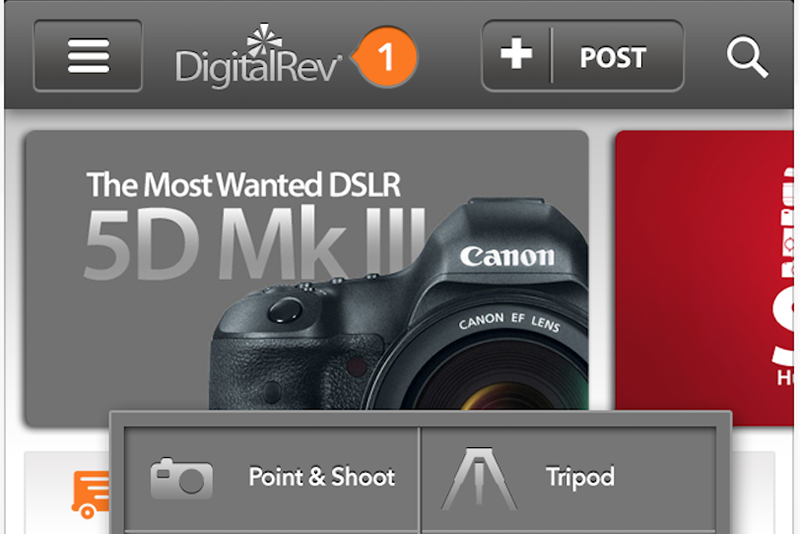 DigitalRev
1
POST
The Most Wanted DSLR
5D Mk III
Canon
CANON EF LENS
Point & Shoot
Tripod